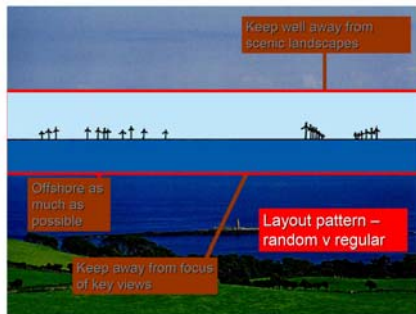 Keep well away from
scenic landscapes
Offshore as
much as
possible
Layout pattern –
random v regular
Keep away from focus
of key views